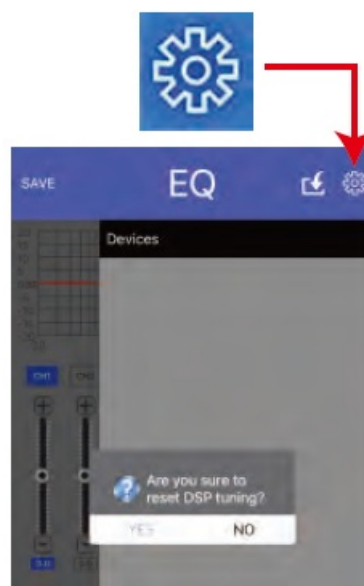 SAVE EQ
Devices
CH1 CH2
Are you sure to
reset DSP tuning?
YES NO